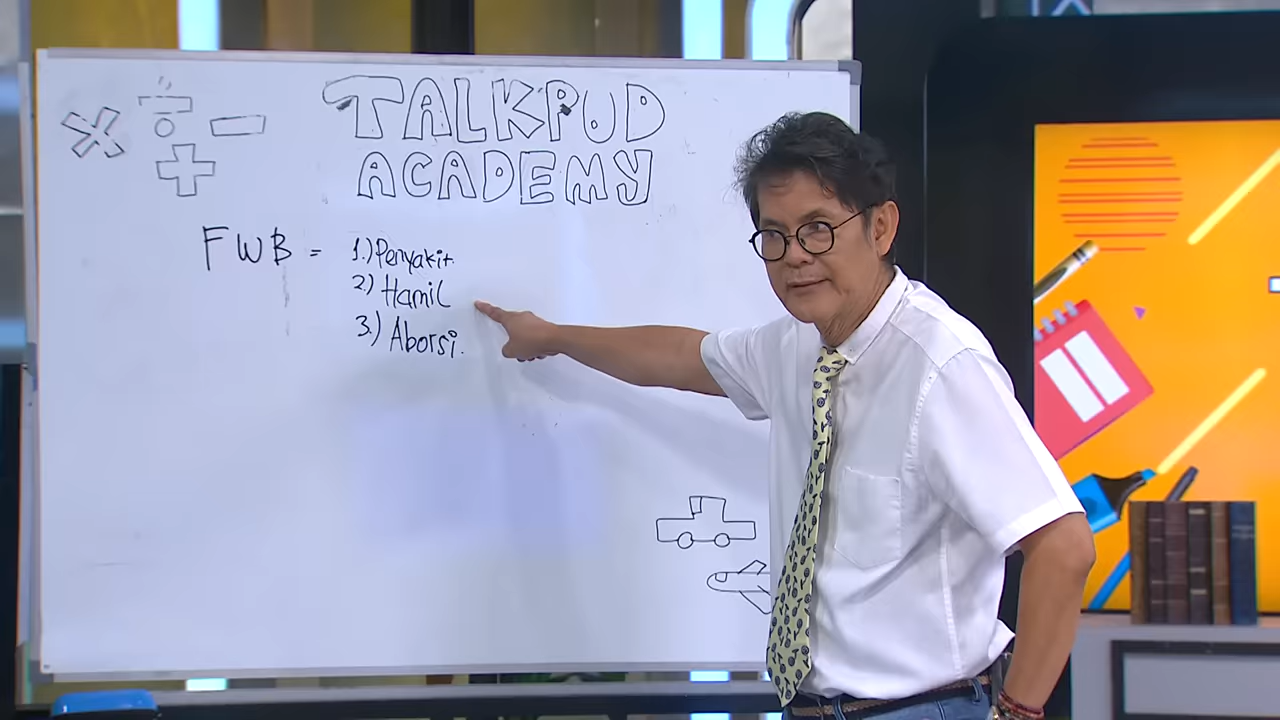 TALKPUD
ACADEMY
FWB = 1.) Penyakit
2) Hamil
3.) Aborsi.